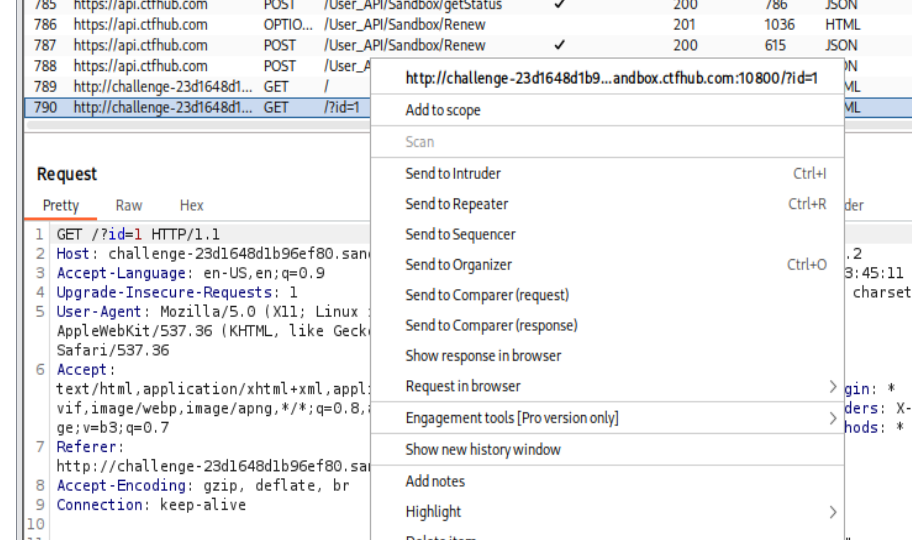 785 https://api.ctfhub.com POST /User_API/Sandbox/getStatus ✓ 200 786 JSON
786 https://api.ctfhub.com OPTIO... /User_API/Sandbox/Renew 201 1036 HTML
787 https://api.ctfhub.com POST /User_API/Sandbox/Renew ✓ 200 615 JSON
788 https://api.ctfhub.com POST /User_A
789 http://challenge-23d1648d1... GET /
790 http://challenge-23d1648d1... GET /?id=1
http://challenge-23d1648d1b9...andbox.ctfhub.com:10800/?id=1
Add to scope
Scan
Send to Intruder Ctrl+I
Send to Repeater Ctrl+R
Send to Sequencer
Send to Organizer Ctrl+O
Send to Comparer (request)
Send to Comparer (response)
Show response in browser
Request in browser
Engagement tools [Pro version only]
Show new history window
Add notes
Highlight
Delete item
Request
Pretty Raw Hex
1 GET /?id=1 HTTP/1.1
2 Host: challenge-23d1648d1b96ef80.san
3 Accept-Language: en-US,en;q=0.9
4 Upgrade-Insecure-Requests: 1
5 User-Agent: Mozilla/5.0 (X11; Linux
AppleWebKit/537.36 (KHTML, like Geck
Safari/537.36
6 Accept:
text/html,application/xhtml+xml,appl
vif,image/webp,image/apng,*/*;q=0.8,
ge;v=b3;q=0.7
7 Referer:
http://challenge-23d1648d1b96ef80.san
8 Accept-Encoding: gzip, deflate, br
9 Connection: keep-alive
10
der
.2
3:45:11
charset
gin: *
ders: X-
hods: *